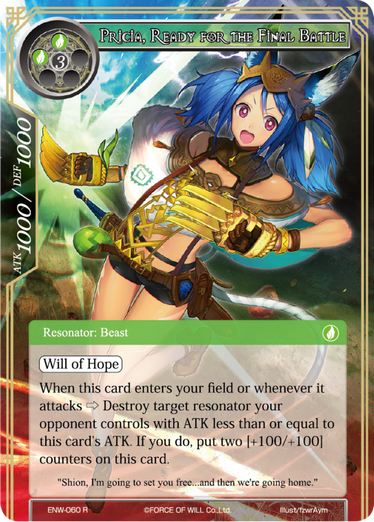 Pricia, Ready for the Final Battle
3
ATK 1000 / DEF 1000
Resonator: Beast
Will of Hope
When this card enters your field or whenever it
attacks ⇨ Destroy target resonator your
opponent controls with ATK less than or equal to
this card's ATK. If you do, put two [+100/+100]
counters on this card.
"Shion, I'm going to set you free...and then we're going home."
ENW-060 R
©FORCE OF WILL Co.,Ltd.
Illust/fzwrAym